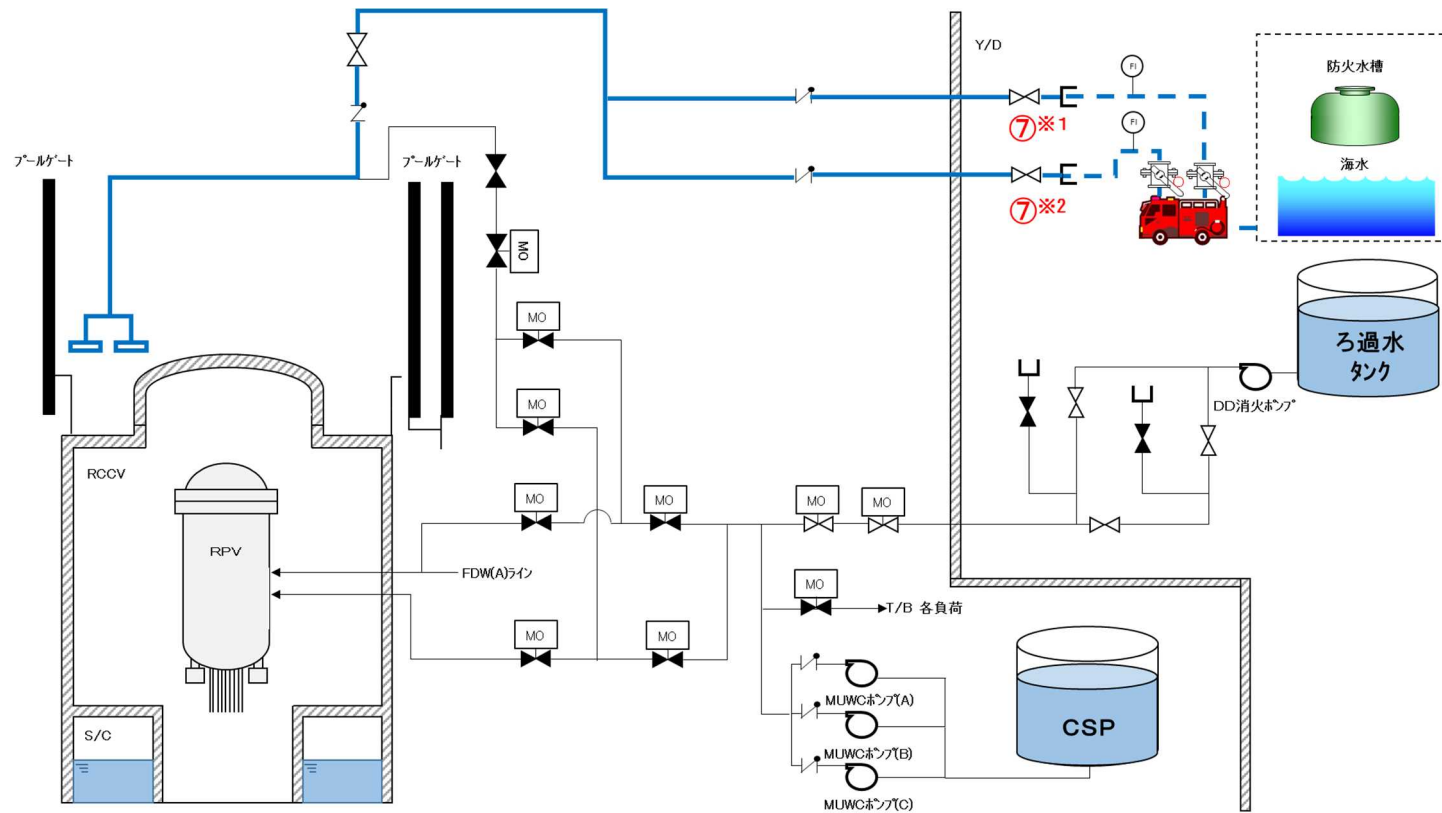 Y/D
防火水槽
FI
⑦※1
FI
プールゲート
プールゲート
海水
⑦※2
MO
MO
ろ過水
タンク
DD消火ポンプ
MO
RCCV
MO
MO
MO
MO
RPV
FDW(A)ライン
MO
T/B 各負荷
MO
MO
MUWCポンプ(A)
CSP
S/C
MUWCポンプ(B)
MUWCポンプ(C)